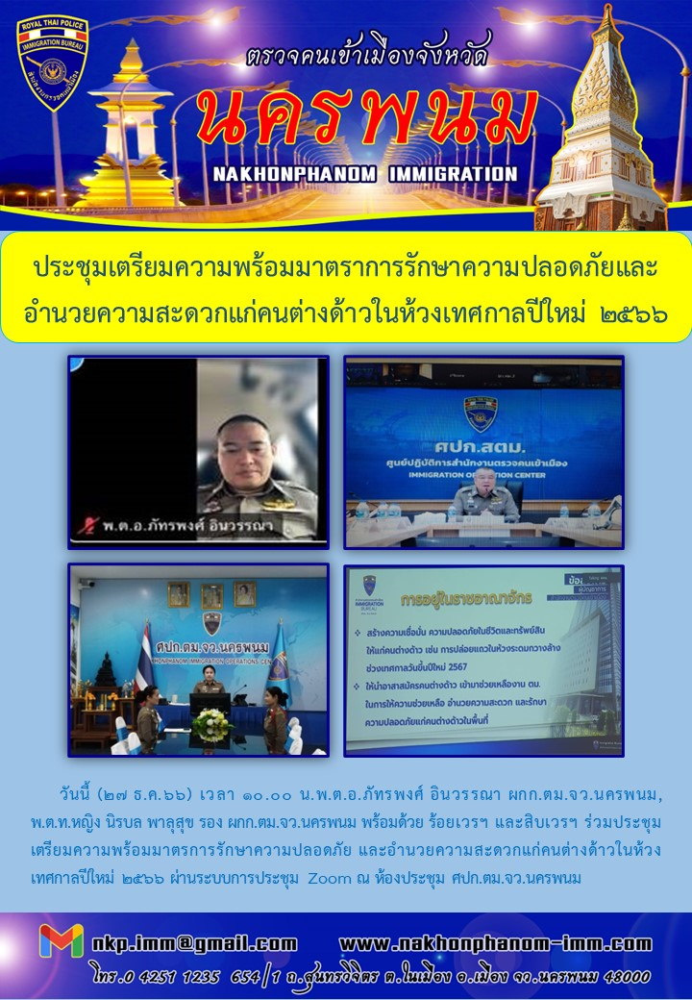 ROYAL THAI POLICE
IMMIGRATION BUREAU
สำนักงานตรวจคนเข้าเมือง
ตรวจคนเข้าเมืองจังหวัด
นครพนม
NAKHONPHANOM IMMIGRATION
ประชุมเตรียมความพร้อมมาตราการรักษาความปลอดภัยและ
อำนวยความสะดวกแก่คนต่างด้าวในห้วงเทศกาลปีใหม่ ๒๕๖๖
พ.ต.อ.ภัทรพงศ์ อินวรรณา
ศปก.สตม.
ศูนย์ปฏิบัติการสำนักงานตรวจคนเข้าเมือง
IMMIGRATION OPERATION CENTER
ศปก.ตม.จว.นครพนม
NAKHONPHANOM IMMIGRATION OPERATIONS CEN
IMMIGRATION
BUREAU
การอยู่ในราชอาณาจักร
❖ สร้างความเชื่อมั่น ความปลอดภัยในชีวิตและทรัพย์สิน
ให้แก่คนต่างด้าว เช่น การปล่อยแถวในห้วงระดมกวางล้าง
ช่วงเทศกาลวันขึ้นปีใหม่ 2567
❖ ให้นำอาสาสมัครคนต่างด้าว เข้ามาช่วยเหลืองาน ตม.
ในการให้ความช่วยเหลือ อำนวยความสะดวก และรักษา
ความปลอดภัยแก่คนต่างด้าวในพื้นที่
วันนี้ (๒๗ ธ.ค.๖๖) เวลา ๑๐.๐๐ น.พ.ต.อ.ภัทรพงศ์ อินวรรณา ผกก.ตม.จว.นครพนม,
พ.ต.ท.หญิง นิรบล พาลุสุข รอง ผกก.ตม.จว.นครพนม พร้อมด้วย ร้อยเวรฯ และสิบเวรฯ ร่วมประชุม
เตรียมความพร้อมมาตรการรักษาความปลอดภัย และอำนวยความสะดวกแก่คนต่างด้าวในห้วง
เทศกาลปีใหม่ ๒๕๖๖ ผ่านระบบการประชุม Zoom ณ ห้องประชุม ศปก.ตม.จว.นครพนม
nkp.imm@gmail.com www.nakhonphanom-imm.com
โทร.0 4251 1235 654/1 ถ.สุนทรวิจิตร ต.ในเมือง อ.เมือง จว.นครพนม 48000